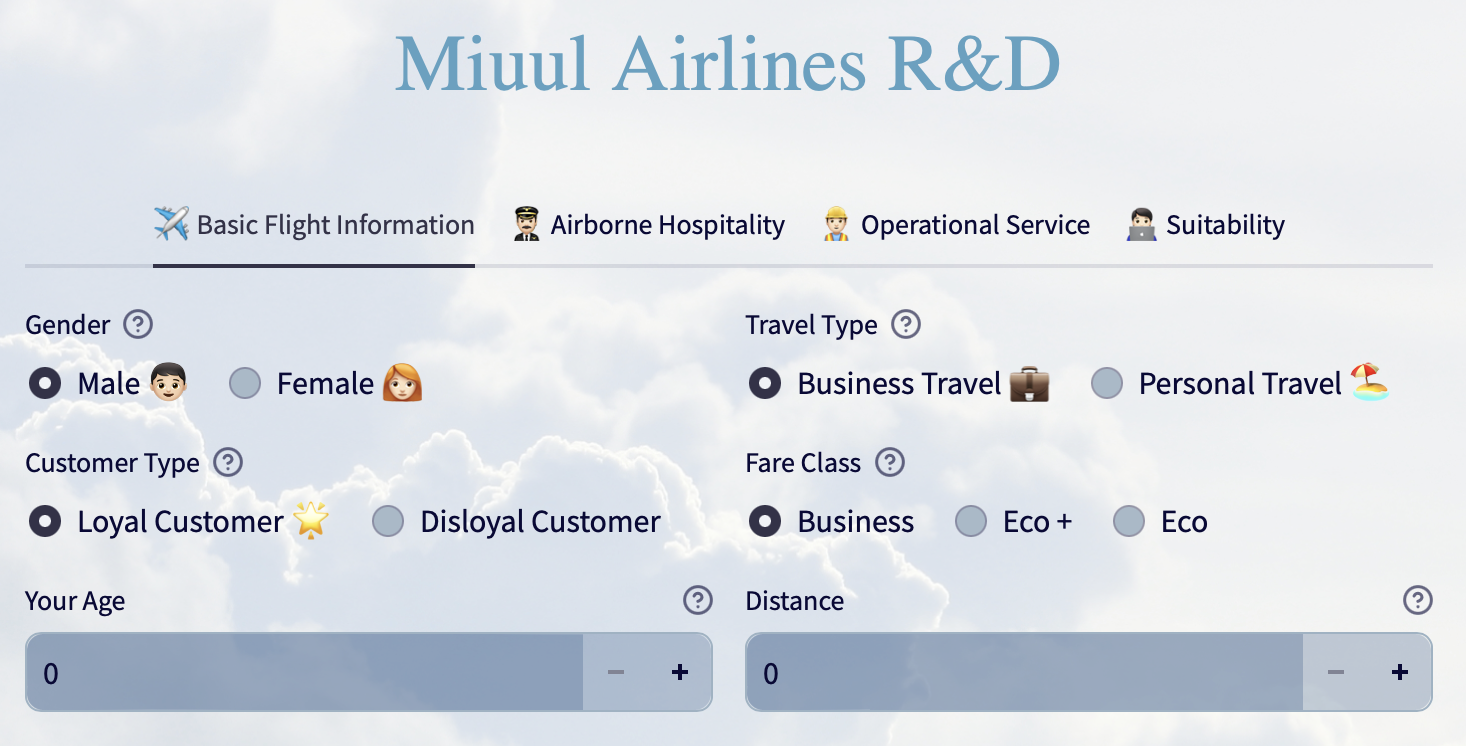 Miuul Airlines R&D
Basic Flight Information Airborne Hospitality Operational Service Suitability
Gender ?
Male Female
Customer Type ?
Loyal Customer Disloyal Customer
Your Age ?
0 − +
Travel Type ?
Business Travel Personal Travel
Fare Class ?
Business Eco + Eco
Distance ?
0 − +